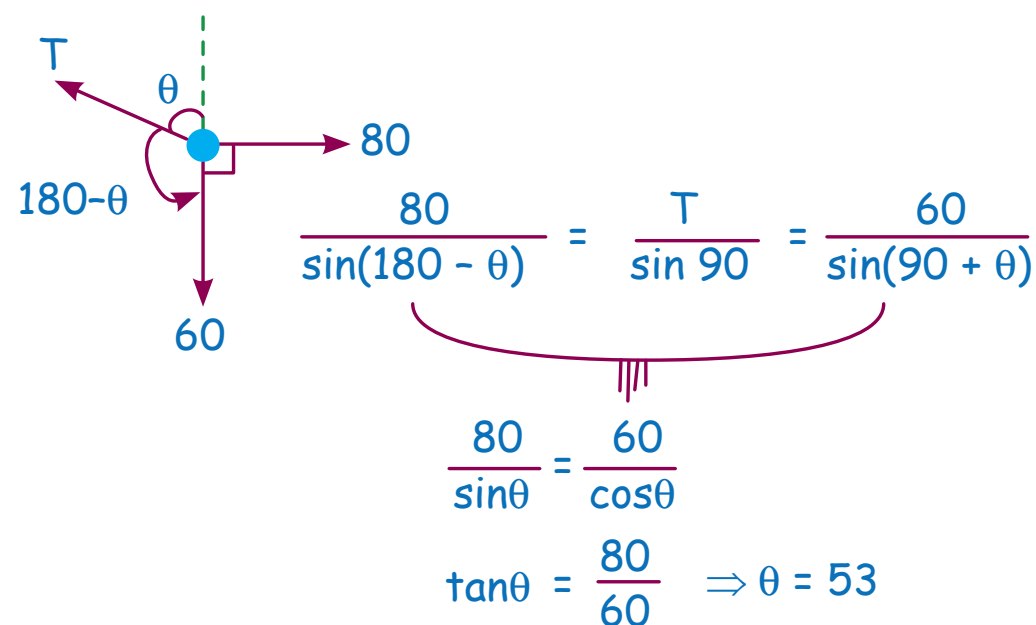 T
θ
80
180-θ
60
80 / sin(180 - θ) = T / sin 90 = 60 / sin(90 + θ)
80 / sinθ = 60 / cosθ
tanθ = 80 / 60 ⇒ θ = 53